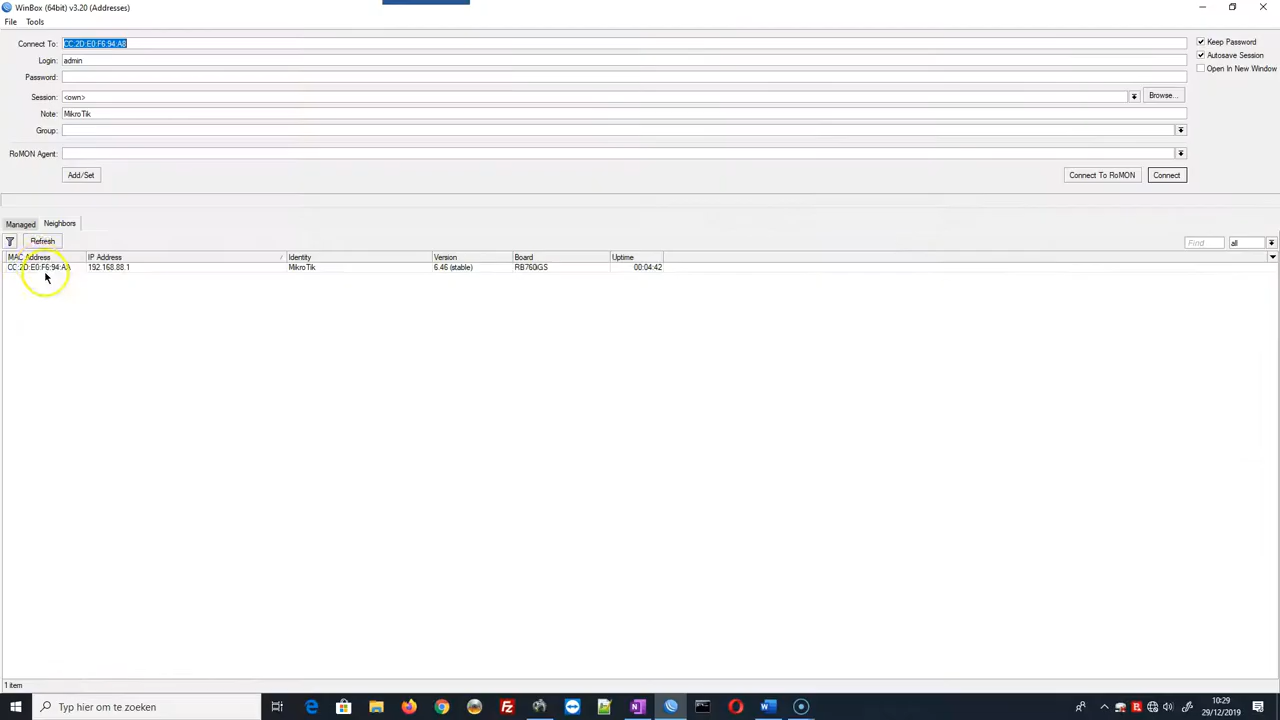 WinBox (64bit) v3.20 (Addresses)
File Tools
Connect To: CC:2D:E0:F6:94:A8
Keep Password
Login: admin
Autosave Session
Open In New Window
Password:
Session: <own>
Browse...
Note: MikroTik
Group:
RoMON Agent:
Add/Set
Connect To RoMON
Connect
Managed Neighbors
Refresh
Find
all
MAC Address IP Address Identity Version Board Uptime
CC:2D:E0:F6:94:AA 192.168.88.1 MikroTik 6.46 (stable) RB760iGS 00:04:42
1 item
Typ hier om te zoeken
10:29
29/12/2019